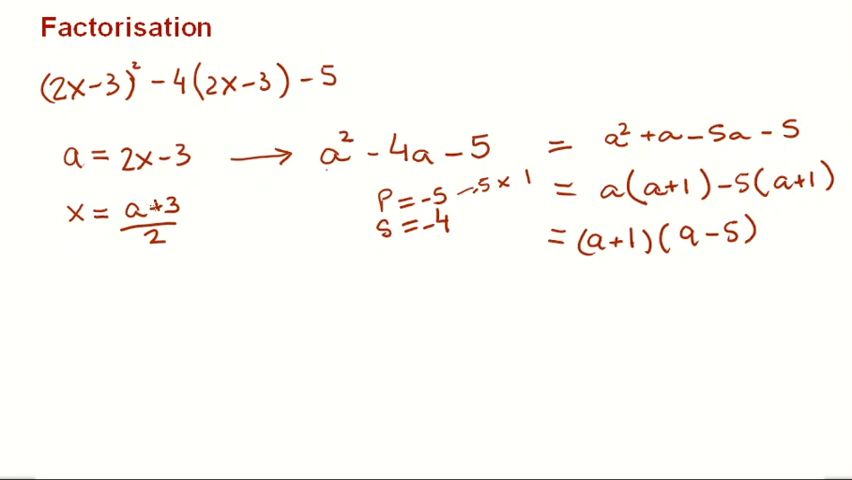 Factorisation
(2x-3)² - 4(2x-3) - 5
a = 2x-3 → a² - 4a - 5 = a² + a - 5a - 5
P = -5 → -5 x 1 = a(a+1) - 5(a+1)
x = (a+3)/2 S = -4
= (a+1)(a-5)